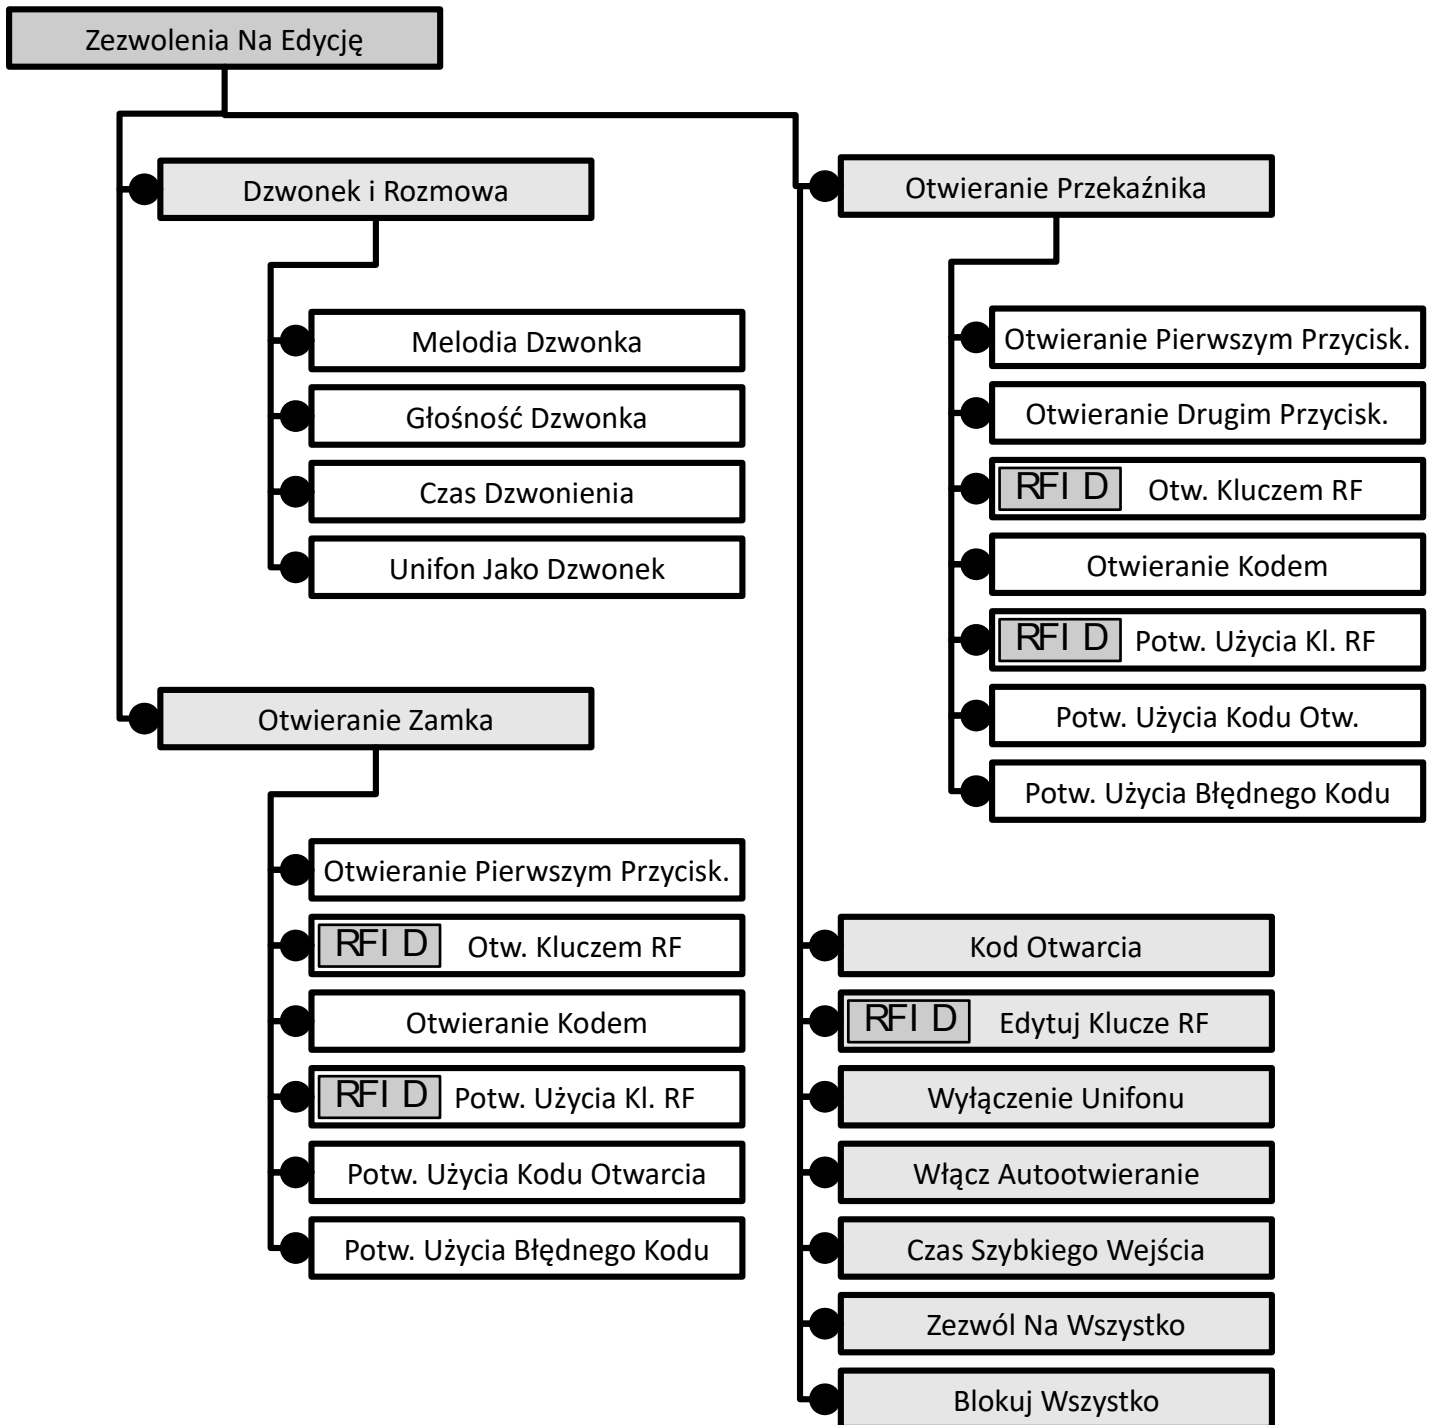 Zezwolenia Na Edycję
Dzwonek i Rozmowa
Melodia Dzwonka
Głośność Dzwonka
Czas Dzwonienia
Unifon Jako Dzwonek
Otwieranie Zamka
Otwieranie Pierwszym Przycisk.
RFID Otw. Kluczem RF
Otwieranie Kodem
RFID Potw. Użycia Kl. RF
Potw. Użycia Kodu Otwarcia
Potw. Użycia Błędnego Kodu
Otwieranie Przekaźnika
Otwieranie Pierwszym Przycisk.
Otwieranie Drugim Przycisk.
RFID Otw. Kluczem RF
Otwieranie Kodem
RFID Potw. Użycia Kl. RF
Potw. Użycia Kodu Otw.
Potw. Użycia Błędnego Kodu
Kod Otwarcia
RFID Edytuj Klucze RF
Wyłączenie Unifonu
Włącz Autootwieranie
Czas Szybkiego Wejścia
Zezwól Na Wszystko
Blokuj Wszystko